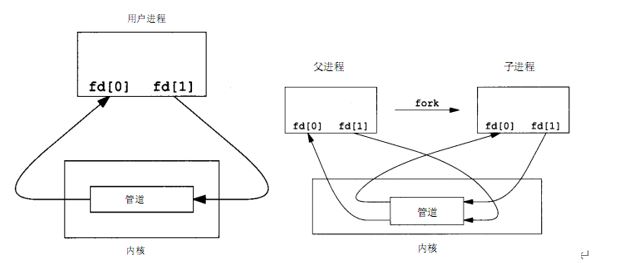 用户进程
fd[0] fd[1]
管道
内核
父进程 子进程
fork
fd[0] fd[1] fd[0] fd[1]
管道
内核